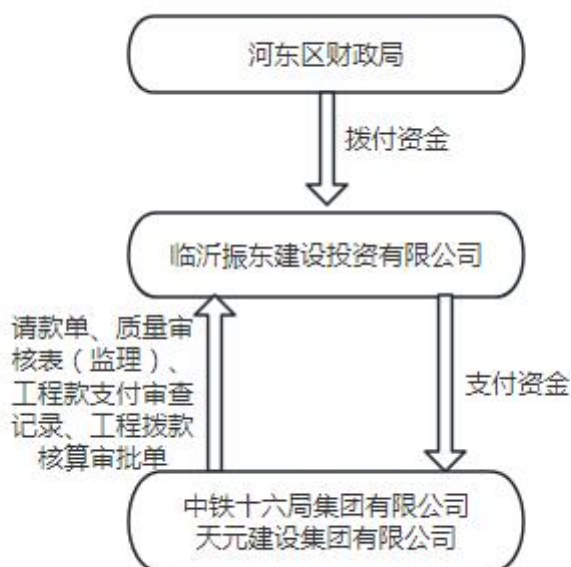 河东区财政局
拨付资金
临沂振东建设投资有限公司
请款单、质量审
核表（监理）、
工程款支付审查
记录、工程拨款
核算审批单
支付资金
中铁十六局集团有限公司
天元建设集团有限公司